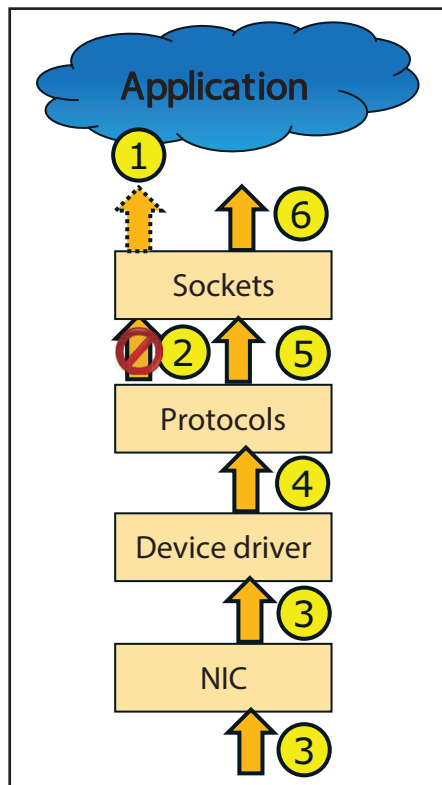 Application
1
6
Sockets
2
5
Protocols
4
Device driver
3
NIC
3